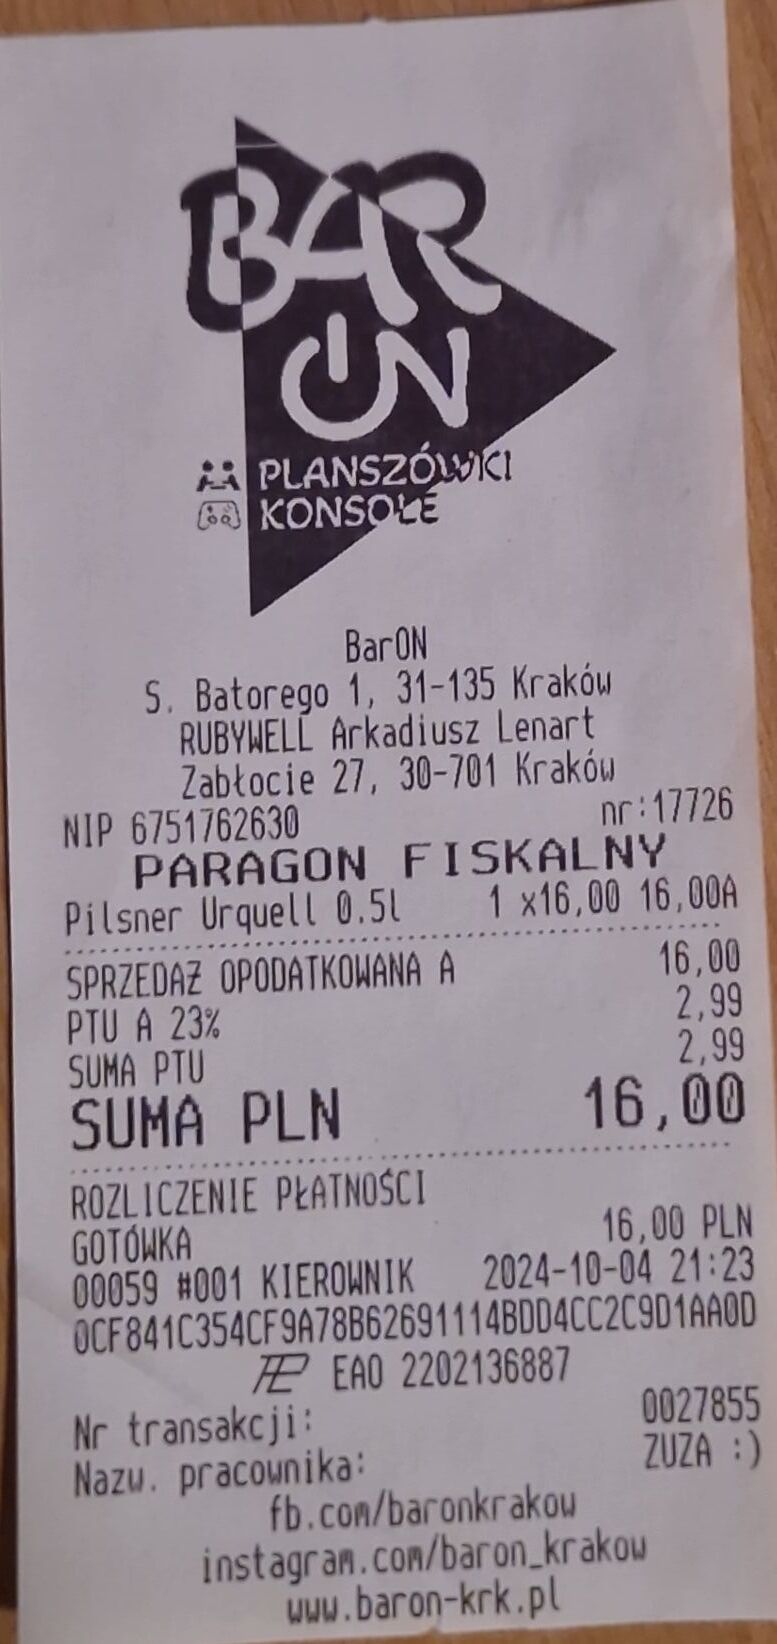 BAR
ON
PLANSZÓWKI
KONSOLE
BarON
S. Batorego 1, 31-135 Kraków
RUBYWELL Arkadiusz Lenart
Zabłocie 27, 30-701 Kraków
NIP 6751762630 nr:17726
PARAGON FISKALNY
Pilsner Urquell 0.5l 1 x16,00 16,00A
SPRZEDAŻ OPODATKOWANA A 16,00
PTU A 23% 2,99
SUMA PTU 2,99
SUMA PLN 16,00
ROZLICZENIE PŁATNOŚCI
GOTÓWKA 16,00 PLN
00059 #001 KIEROWNIK 2024-10-04 21:23
0CF841C354CF9A78B62691114BDD4CC2C9D1AA0D
EAO 2202136887
Nr transakcji: 0027855
Nazw. pracownika: ZUZA :)
fb.com/baronkrakow
instagram.com/baron_krakow
www.baron-krk.pl